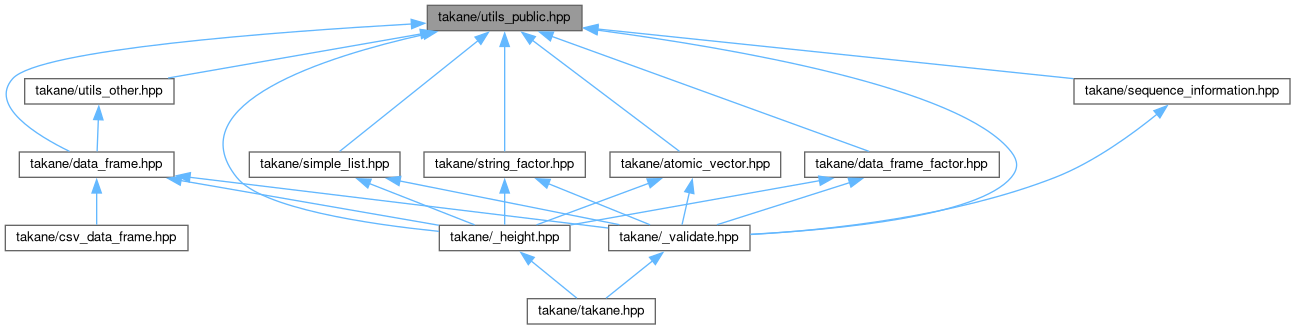 takane/utils_public.hpp
takane/utils_other.hpp
takane/sequence_information.hpp
takane/data_frame.hpp
takane/simple_list.hpp
takane/string_factor.hpp
takane/atomic_vector.hpp
takane/data_frame_factor.hpp
takane/csv_data_frame.hpp
takane/_height.hpp
takane/_validate.hpp
takane/takane.hpp